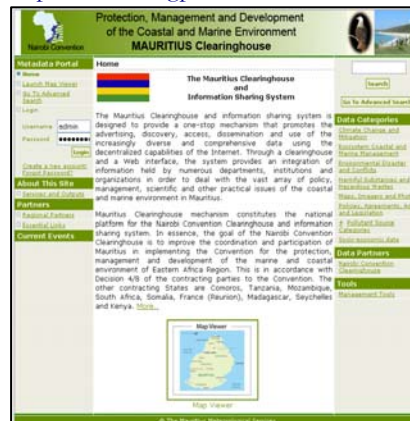 Protection, Management and Development
of the Coastal and Marine Environment
MAURITIUS Clearinghouse
Nairobi Convention
Metadata Portal
Home
Launch Map Viewer
Go To Advanced
Search
Login
Username admin
Password
Login
Create a new account
Forgot Password?
About This Site
Services and Outputs
Partners
Regional Partners
Essential Links
Current Events
Home
The Mauritius Clearinghouse
and
Information Sharing System
The Mauritius Clearinghouse and information sharing system is
designed to provide a one-stop mechanism that promotes the
advertising, discovery, access, dissemination and use of the
increasingly diverse and comprehensive data using the
decentralized capabilities of the Internet. Through a clearinghouse
and a Web interface, the system provides an integration of
information held by numerous departments, institutions and
organizations in order to deal with the vast array of policy,
management, scientific and other practical issues of the coastal
and marine environment in Mauritius.
Mauritius Clearinghouse mechanism constitutes the national
platform for the Nairobi Convention Clearinghouse and information
sharing system. In essence, the goal of the Nairobi Convention
Clearinghouse is to improve the coordination and participation of
Mauritius in implementing the Convention for the protection,
management and development of the marine and coastal
environment of Eastern Africa Region. This is in accordance with
Decision 4/8 of the contracting parties to the Convention. The
other contracting States are Comoros, Tanzania, Mozambique,
South Africa, Somalia, France (Reunion), Madagascar, Seychelles
and Kenya. More...
Map Viewer
Map Viewer
Search
Go To Advanced Search
Data Categories
Climate Change and
Mitigation
Ecosystem Coastal and
Marine Management
Environmental Disaster
and Conflicts
Harmful Substances and
Hazardous Wastes
Maps, Images and Phot
Policies, Agreements, A
and Legislation
Pollutant Source
Categories
Socio-economic data
Data Partners
Nairobi Convention
Clearinghouse
Tools
Management Tools